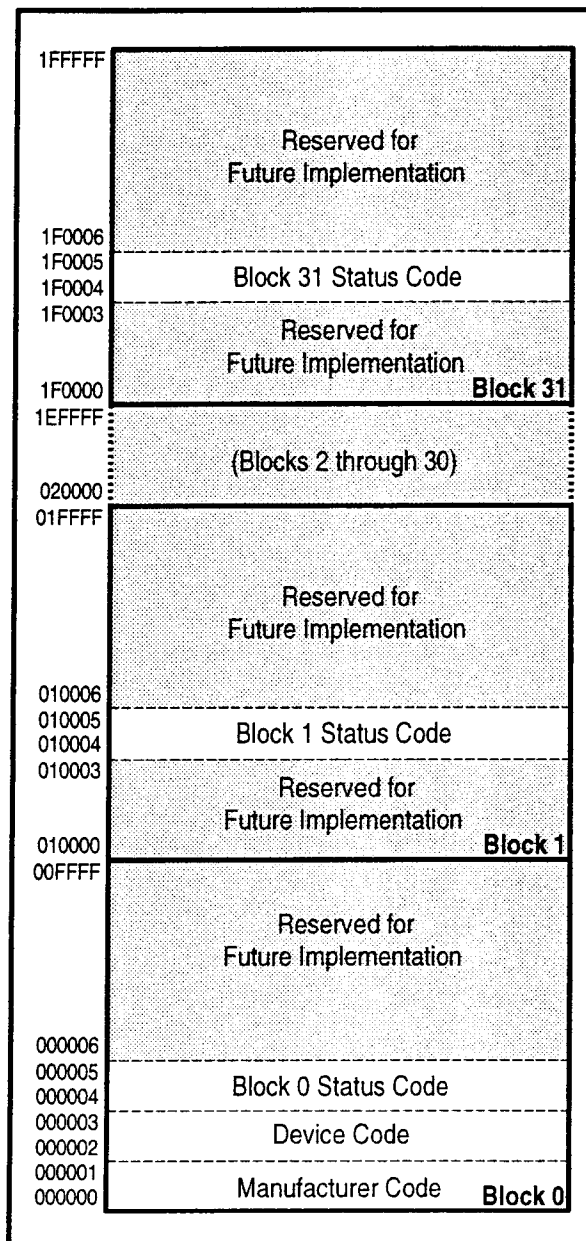 1FFFFF
Reserved for
Future Implementation
1F0006
1F0005
Block 31 Status Code
1F0004
1F0003
Reserved for
Future Implementation
1F0000
Block 31
1EFFFF
(Blocks 2 through 30)
020000
01FFFF
Reserved for
Future Implementation
010006
010005
Block 1 Status Code
010004
010003
Reserved for
Future Implementation
010000
Block 1
00FFFF
Reserved for
Future Implementation
000006
000005
Block 0 Status Code
000004
000003
Device Code
000002
000001
Manufacturer Code
000000
Block 0